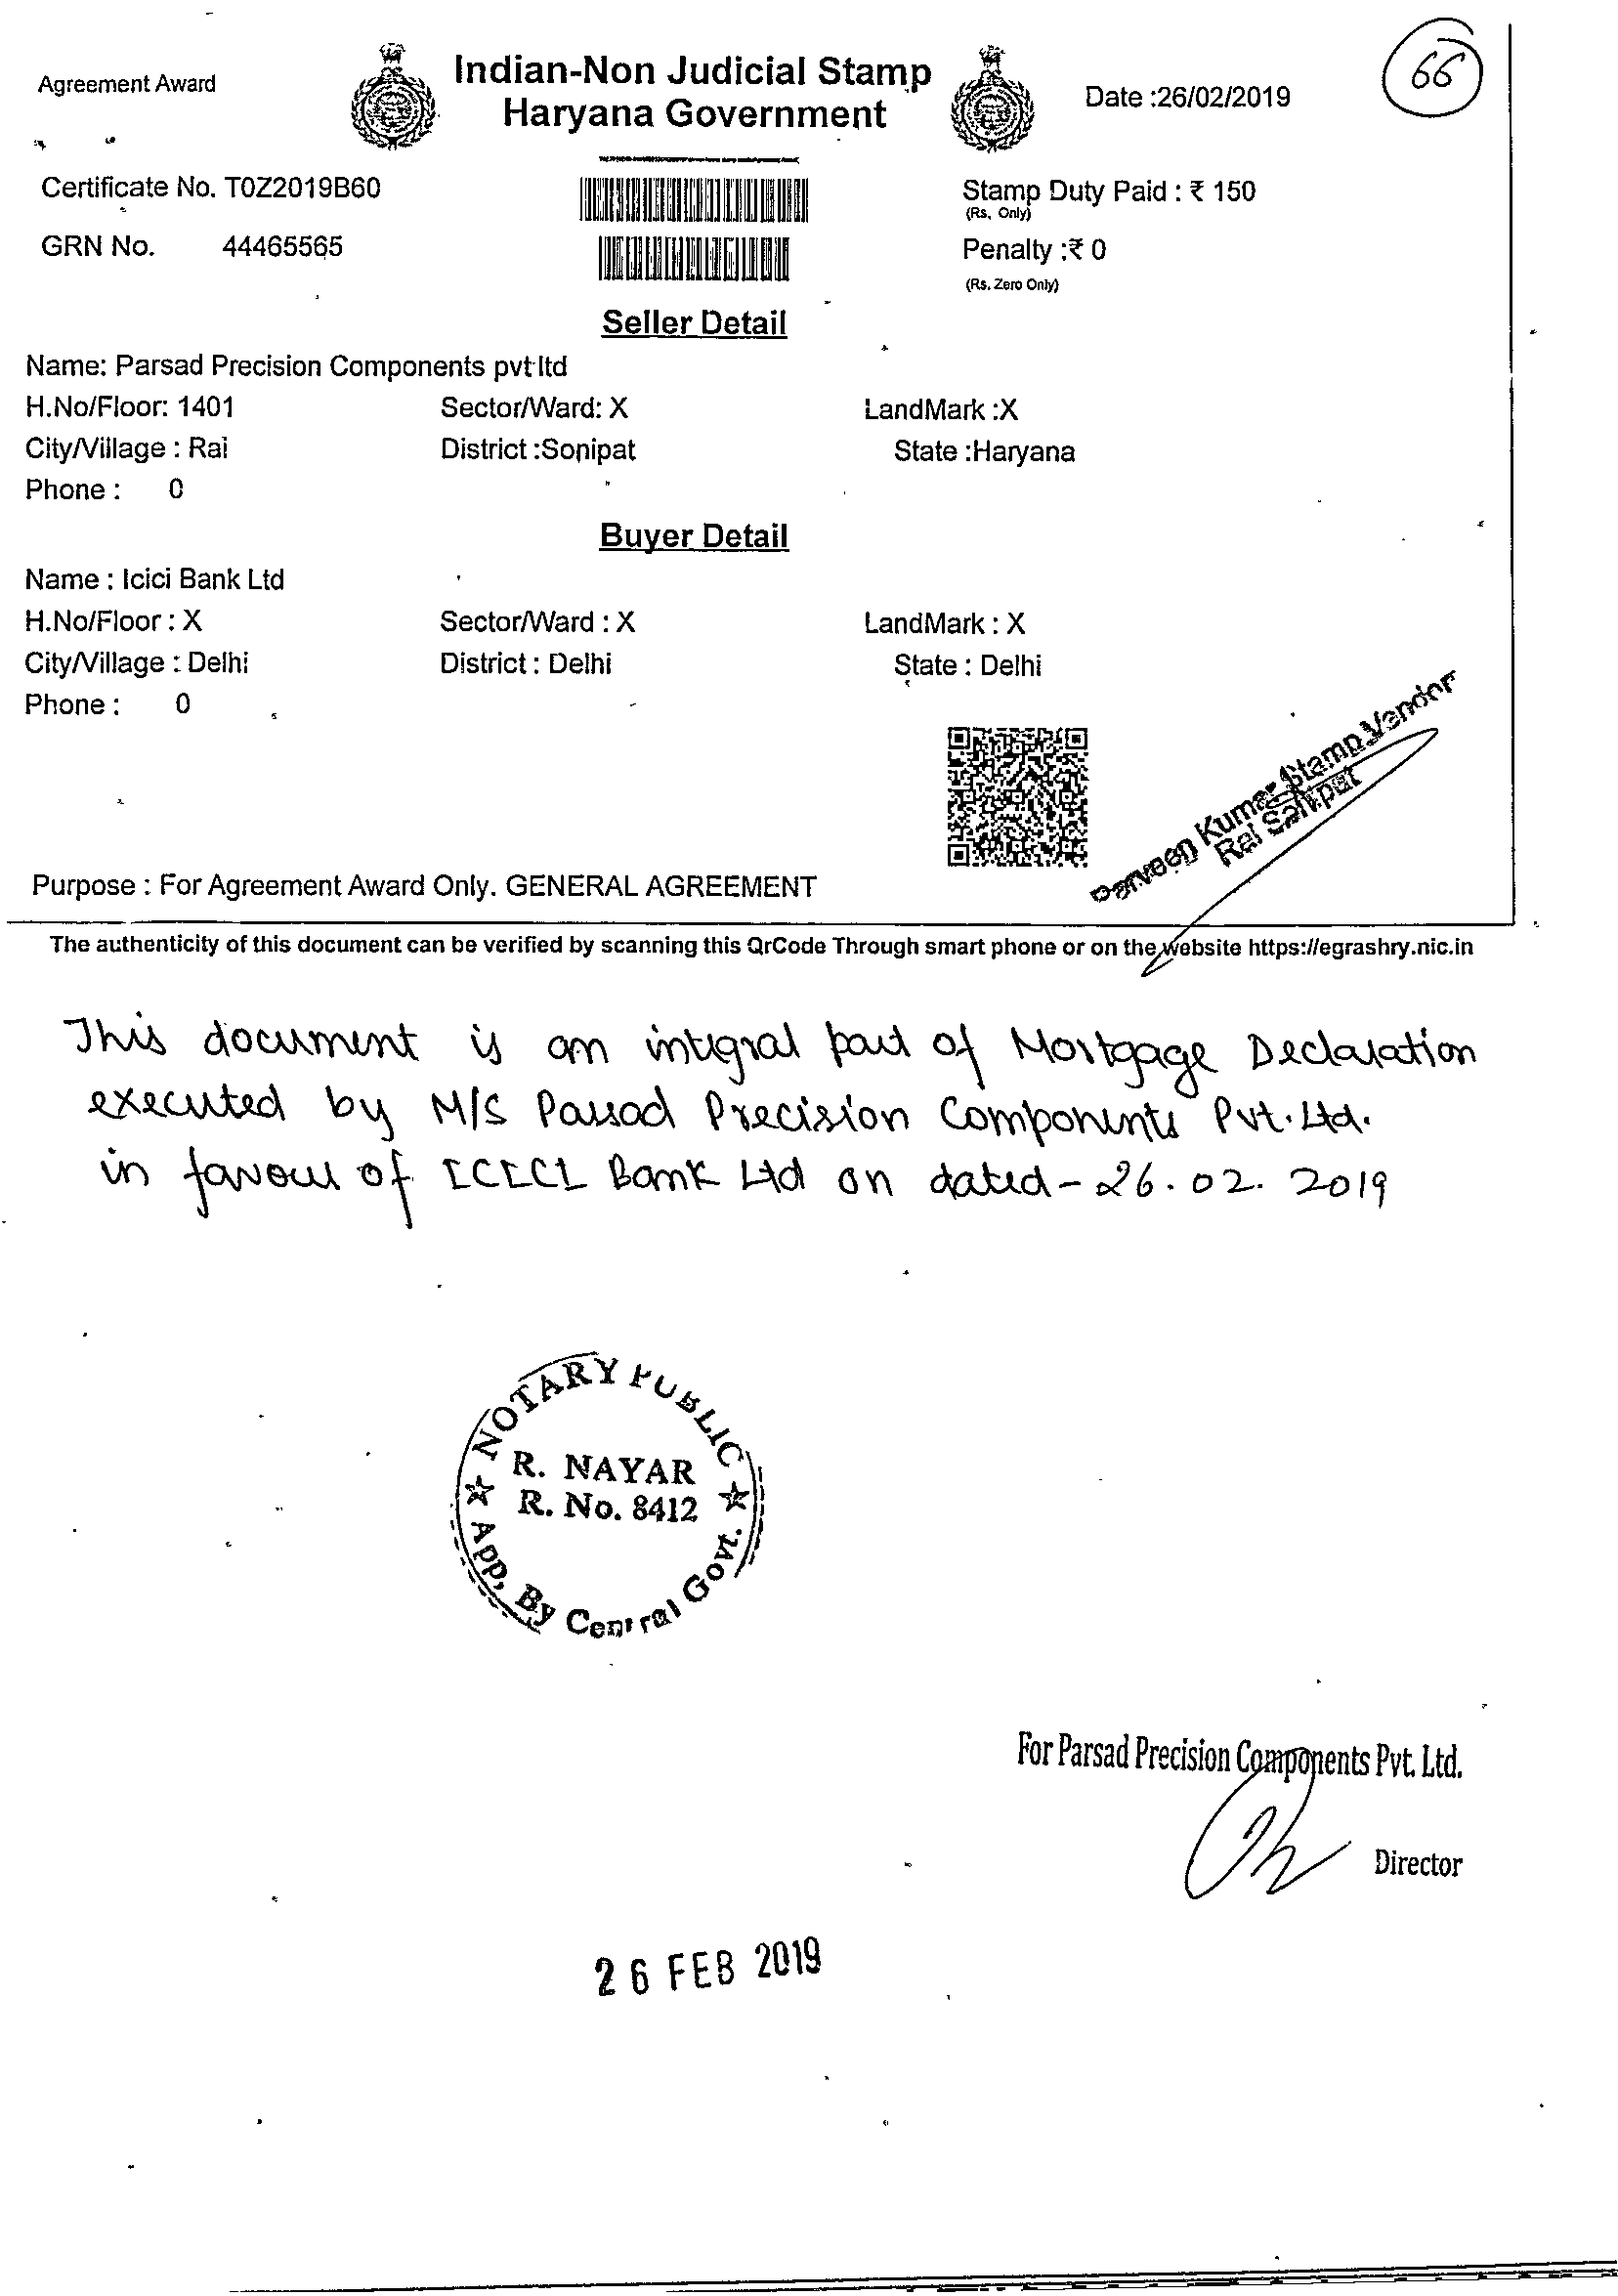 Agreement Award
Indian-Non Judicial Stamp
Haryana Government
Date :26/02/2019
66
Certificate No. T0Z2019B60
Stamp Duty Paid : ₹ 150
(Rs. Only)
GRN No. 44465565
Penalty :₹ 0
(Rs. Zero Only)
Seller Detail
Name: Parsad Precision Components pvt ltd
H.No/Floor: 1401 Sector/Ward: X LandMark :X
City/Village : Rai District :Sonipat State :Haryana
Phone : 0
Buyer Detail
Name : Icici Bank Ltd
H.No/Floor : X Sector/Ward : X LandMark : X
City/Village : Delhi District : Delhi State : Delhi
Phone : 0
Parveen Kumar Stamp Vendor
Rai
Purpose : For Agreement Award Only. GENERAL AGREEMENT
The authenticity of this document can be verified by scanning this QrCode Through smart phone or on the website https://egrashry.nic.in
This document is an intigral part of Mortgage Declaration
executed by M/S Parsad Precision Components Pvt. Ltd.
in favour of ICICI Bank Ltd on dated - 26.02.2019
NOTARY PUBLIC
R. NAYAR
R. No. 8412
App, By Central Govt.
For Parsad Precision Components Pvt. Ltd.
Director
26 FEB 2019